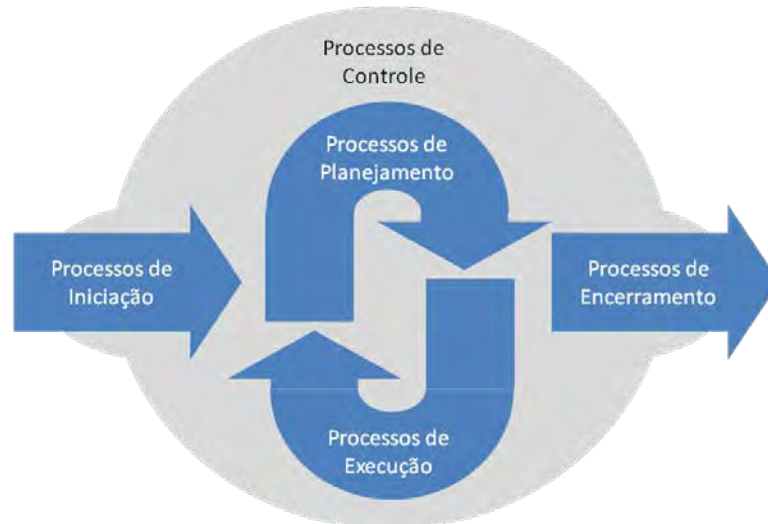 Processos de
Controle
Processos de
Planejamento
Processos de
Iniciação
Processos de
Encerramento
Processos de
Execução